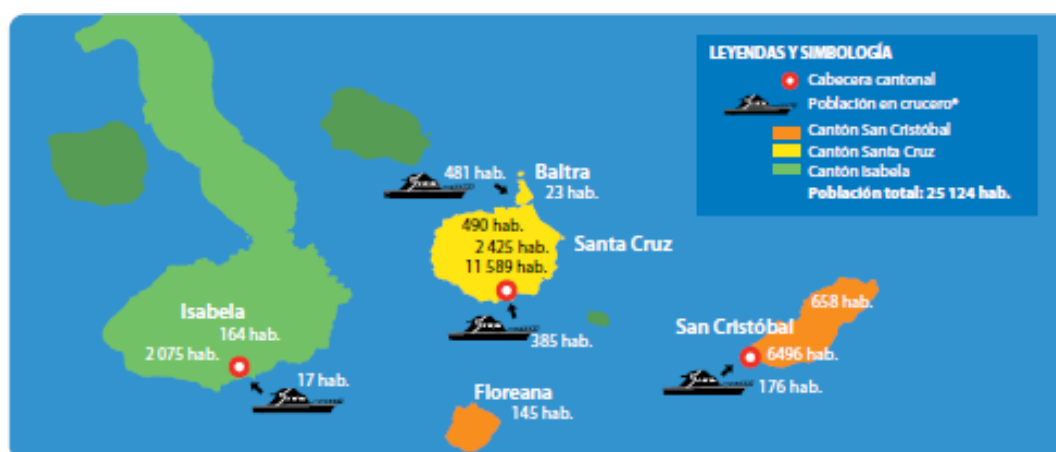 LEYENDAS Y SIMBOLOGÍA
Cabecera cantonal
Población en crucero*
Cantón San Cristóbal
Cantón Santa Cruz
Cantón Isabela
Población total: 25 124 hab.
481 hab.
Baltra
23 hab.
490 hab.
2 425 hab.
11 589 hab.
Santa Cruz
385 hab.
Isabela
164 hab.
2 075 hab.
17 hab.
Floreana
145 hab.
658 hab.
San Cristóbal
6496 hab.
176 hab.